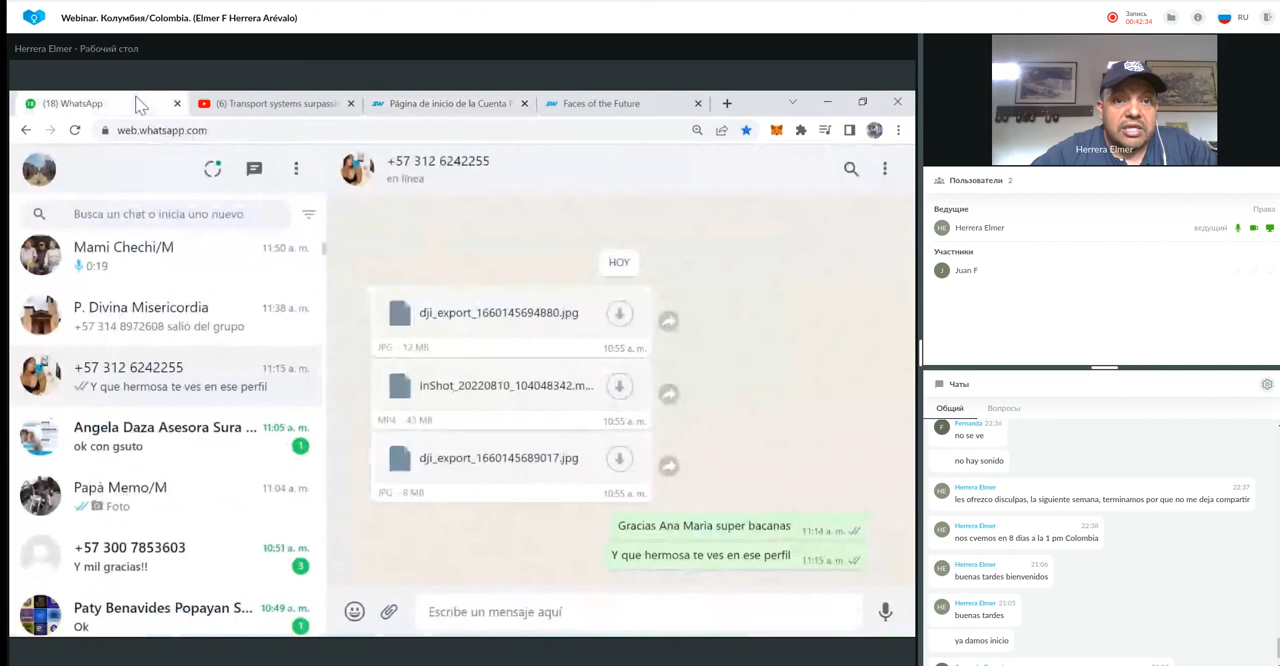 Webinar. Колумбия/Colombia. (Elmer F Herrera Arévalo)
Запись
00:42:34
RU
Herrera Elmer - Рабочий стол
(18) WhatsApp
(6) Transport systems surpassin
Página de inicio de la Cuenta P
Faces of the Future
web.whatsapp.com
+57 312 6242255
en línea
Busca un chat o inicia uno nuevo
Mami Chechi/M
11:50 a. m.
0:19
P. Divina Misericordia
11:38 a. m.
+57 314 8972608 salió del grupo
+57 312 6242255
11:15 a. m.
Y que hermosa te ves en ese perfil
Angela Daza Asesora Sura ...
11:05 a. m.
ok con gsuto
1
Papá Memo/M
11:04 a. m.
Foto
+57 300 7853603
10:51 a. m.
Y mil gracias!!
3
Paty Benavides Popayan S...
10:49 a. m.
Ok
1
HOY
dji_export_1660145694880.jpg
JPG · 12 MB
10:55 a. m.
inShot_20220810_104048342.m...
MP4 · 43 MB
10:55 a. m.
dji_export_1660145689017.jpg
JPG · 8 MB
10:55 a. m.
Gracias Ana Maria super bacanas
11:14 a. m.
Y que hermosa te ves en ese perfil
11:15 a. m.
Escribe un mensaje aquí
Herrera Elmer
Пользователи 2
Ведущие
Права
HE
Herrera Elmer
ведущий
Участники
J
Juan F
Чаты
Общий
Вопросы
F
Fernanda 22:36
no se ve
no hay sonido
HE
Herrera Elmer
22:37
les ofrezco disculpas, la siguiente semana, terminamos por que no me deja compartir
HE
Herrera Elmer
22:38
nos cvemos en 8 dias a la 1 pm Colombia
HE
Herrera Elmer
21:06
buenas tardes bienvenidos
HE
Herrera Elmer
21:05
buenas tardes
ya damos inicio